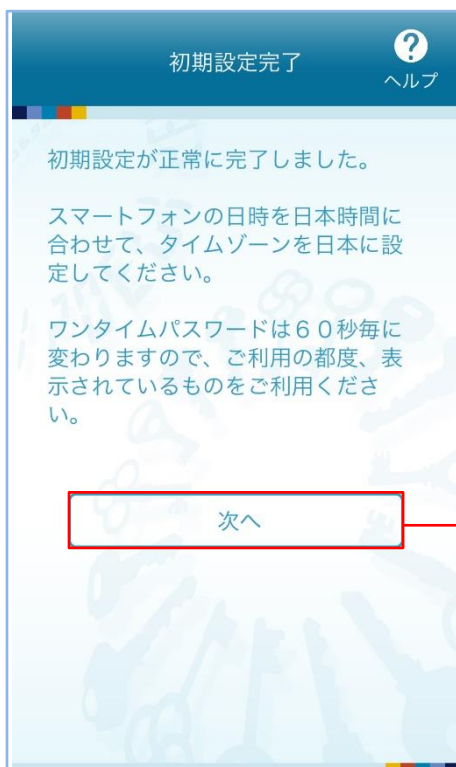 初期設定完了
?
ヘルプ
初期設定が正常に完了しました。
スマートフォンの日時を日本時間に
合わせて、タイムゾーンを日本に設
定してください。
ワンタイムパスワードは６０秒毎に
変わりますので、ご利用の都度、表
示されているものをご利用くださ
い。
次へ